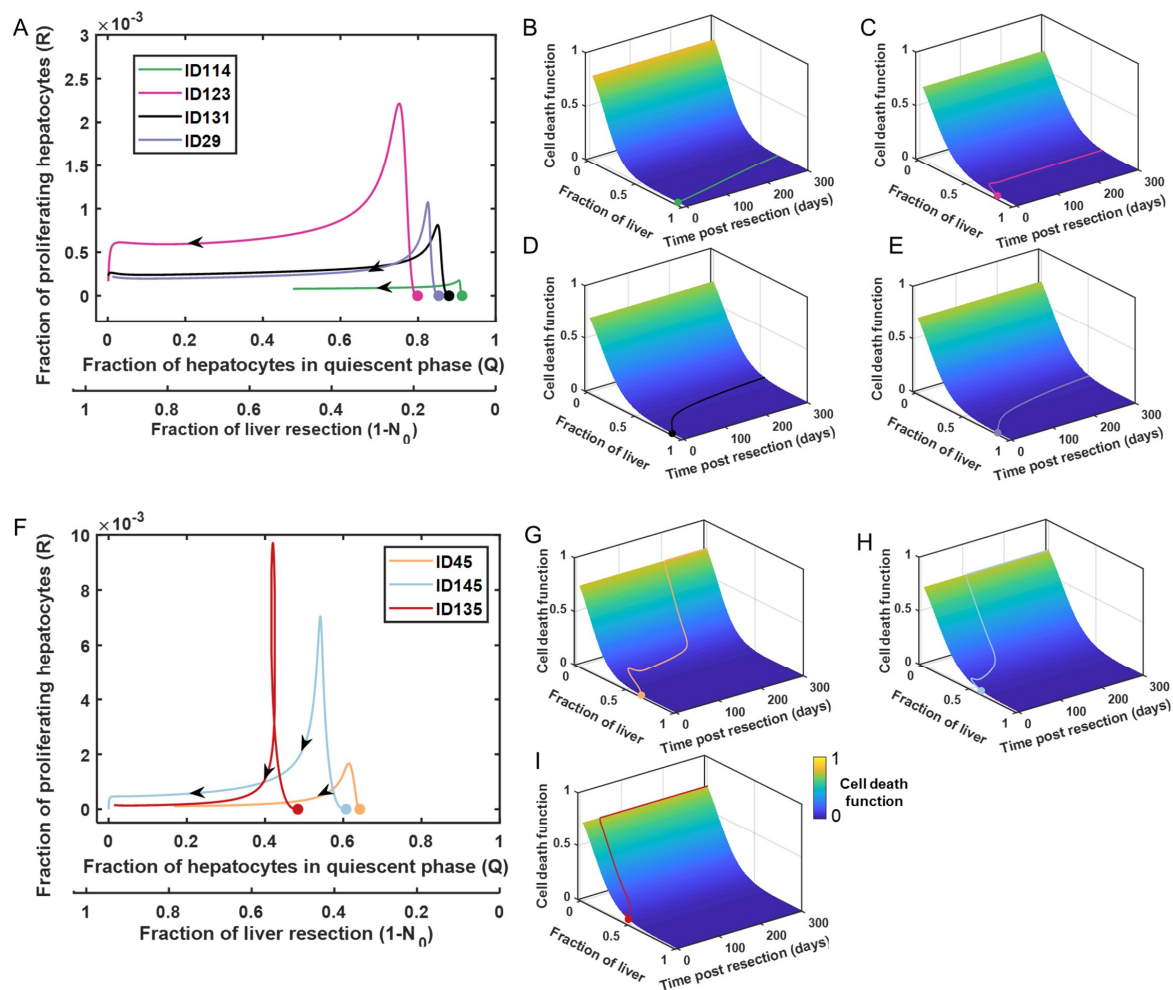 A
×10⁻³
Fraction of proliferating hepatocytes (R)
3
2.5
2
1.5
1
0.5
0
ID114
ID123
ID131
ID29
0 0.2 0.4 0.6 0.8 1
Fraction of hepatocytes in quiescent phase (Q)
1 0.8 0.6 0.4 0.2 0
Fraction of liver resection (1-N₀)
B
Cell death function
1
0.5
0
0
0.5
1
Fraction of liver
0 100 200 300
Time post resection (days)
C
Cell death function
1
0.5
0
0
0.5
1
Fraction of liver
0 100 200 300
Time post resection (days)
D
Cell death function
1
0.5
0
0
0.5
1
Fraction of liver
0 100 200 300
Time post resection (days)
E
Cell death function
1
0.5
0
0
0.5
1
Fraction of liver
0 100 200 300
Time post resection (days)
F
×10⁻³
Fraction of proliferating hepatocytes (R)
10
8
6
4
2
0
ID45
ID145
ID135
0 0.2 0.4 0.6 0.8 1
Fraction of hepatocytes in quiescent phase (Q)
1 0.8 0.6 0.4 0.2 0
Fraction of liver resection (1-N₀)
G
Cell death function
1
0.5
0
0
0.5
1
Fraction of liver
0 100 200 300
Time post resection (days)
H
Cell death function
1
0.5
0
0
0.5
1
Fraction of liver
0 100 200 300
Time post resection (days)
I
Cell death function
1
0.5
0
0
0.5
1
Fraction of liver
0 100 200 300
Time post resection (days)
1
Cell death
function
0